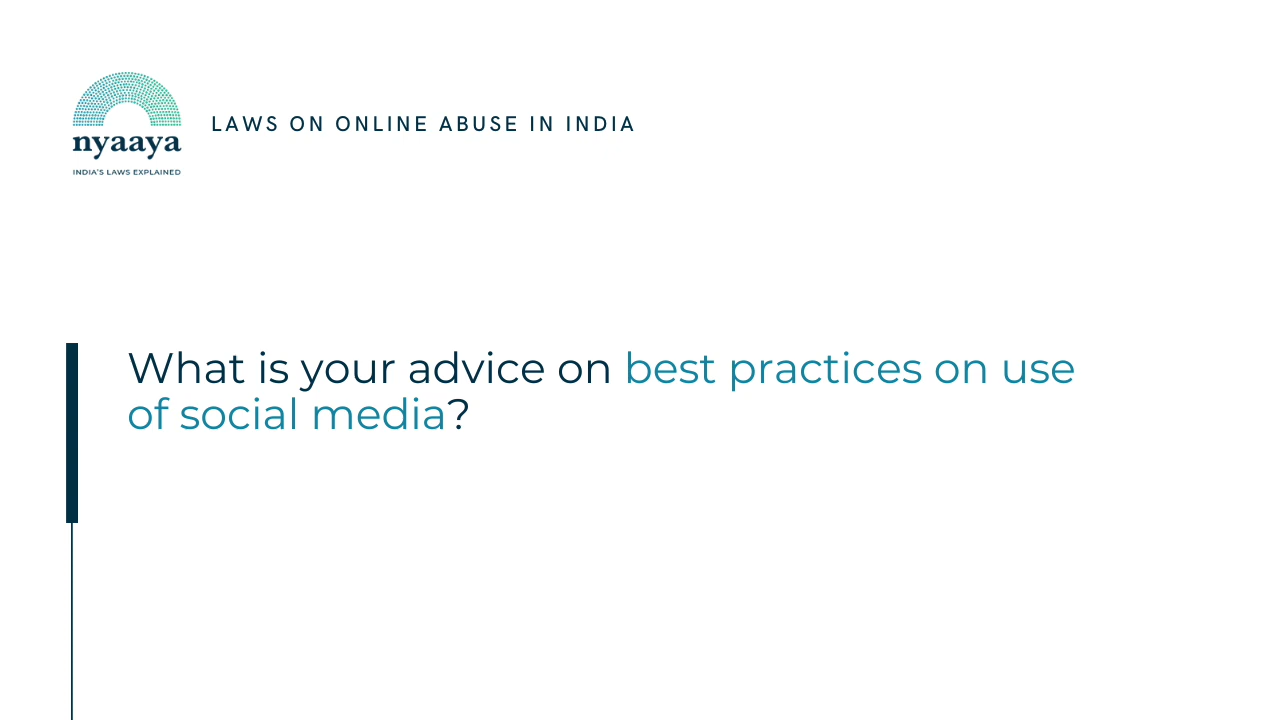 nyaaya
INDIA'S LAWS EXPLAINED
LAWS ON ONLINE ABUSE IN INDIA
What is your advice on best practices on use
of social media?